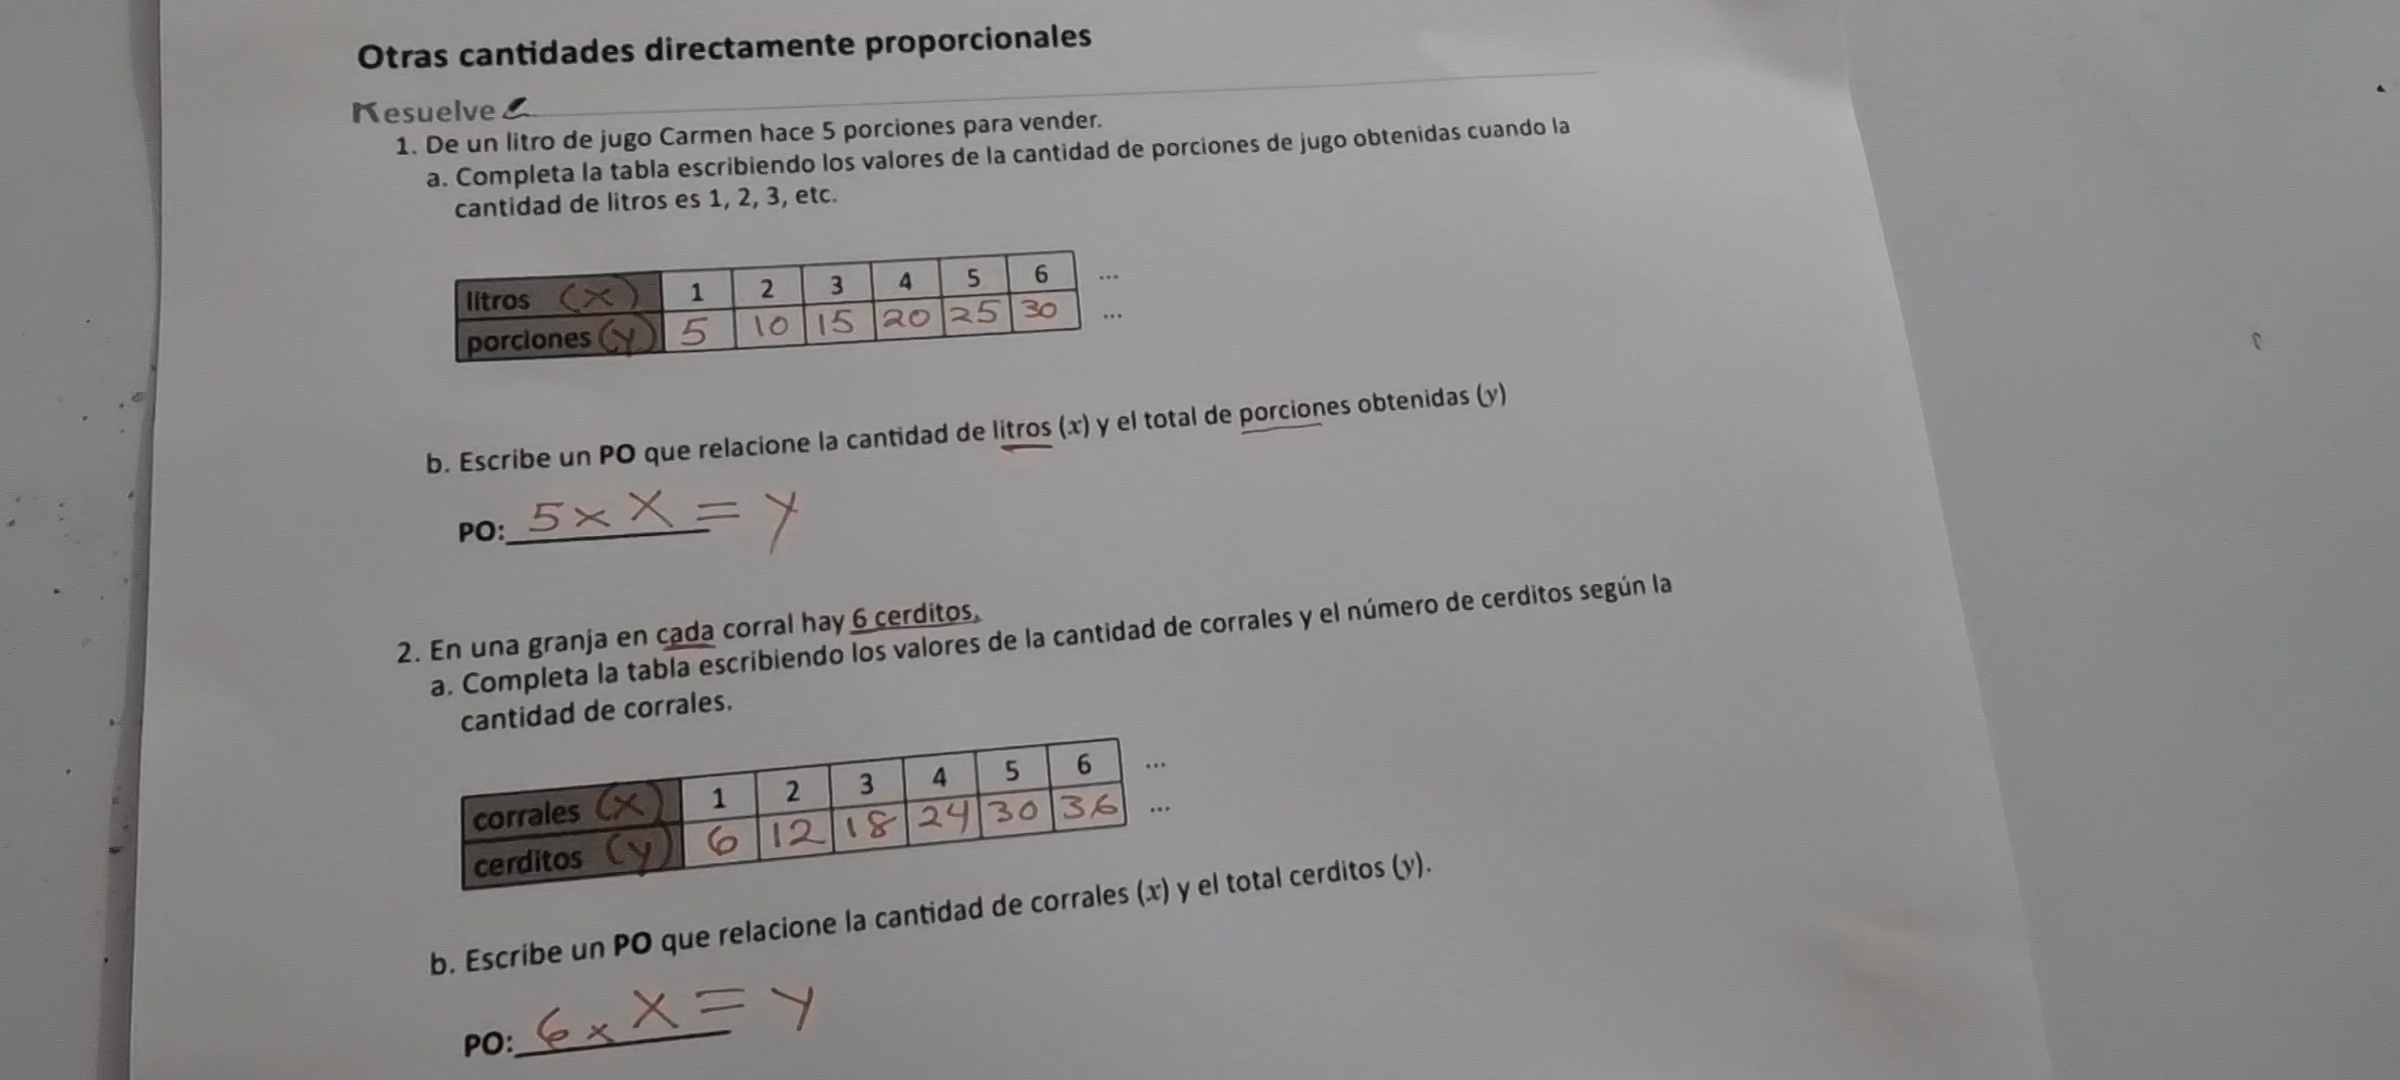 Otras cantidades directamente proporcionales
Resuelve
1. De un litro de jugo Carmen hace 5 porciones para vender.
a. Completa la tabla escribiendo los valores de la cantidad de porciones de jugo obtenidas cuando la
cantidad de litros es 1, 2, 3, etc.
litros (x) 1 2 3 4 5 6 ...
porciones (y) 5 10 15 20 25 30 ...
b. Escribe un PO que relacione la cantidad de litros (x) y el total de porciones obtenidas (y)
PO: 5 x X = y
2. En una granja en cada corral hay 6 cerditos.
a. Completa la tabla escribiendo los valores de la cantidad de corrales y el número de cerditos según la
cantidad de corrales.
corrales (x) 1 2 3 4 5 6 ...
cerditos (y) 6 12 18 24 30 36 ...
b. Escribe un PO que relacione la cantidad de corrales (x) y el total cerditos (y).
PO: 6 x X = y